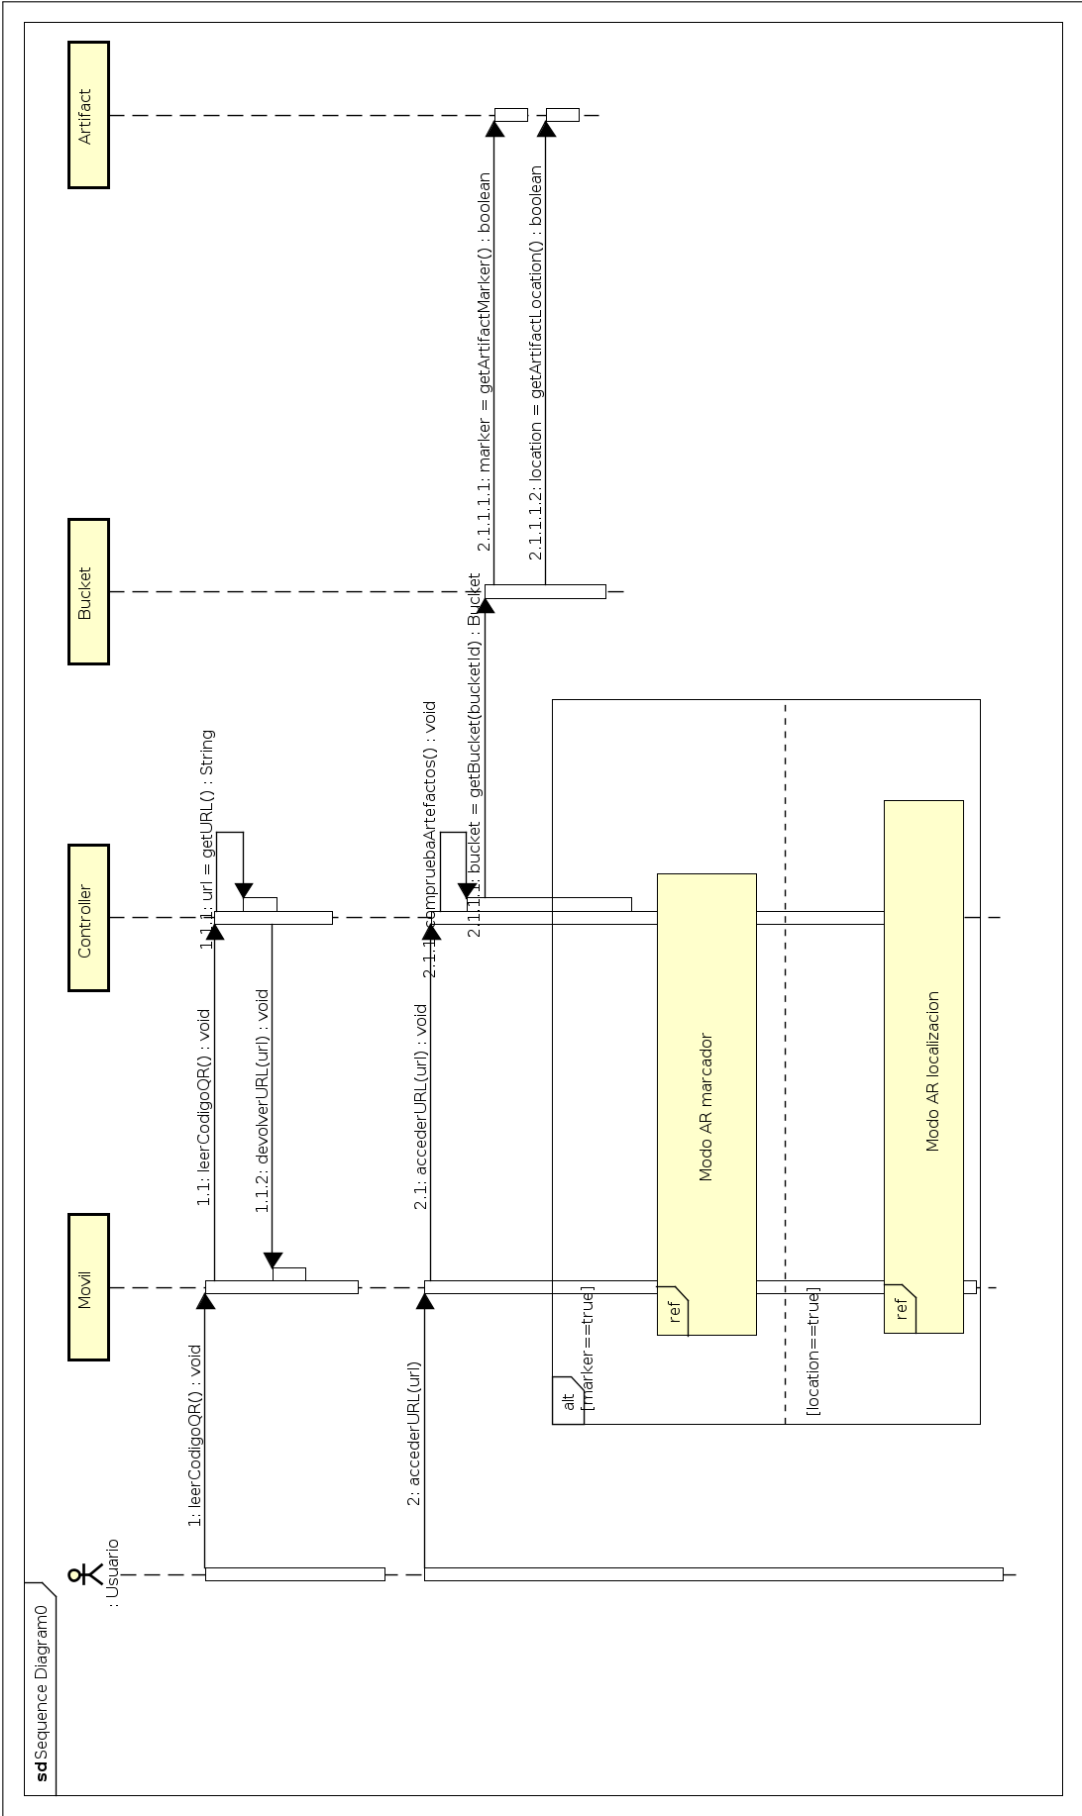 sd Sequence Diagram0
: Usuario
Movil
Controller
Bucket
Artifact
1: leerCodigoQR() : void
1.1: leerCodigoQR() : void
1.1.1: url = getURL() : String
1.1.2: devolverURL(url) : void
2: accederURL(url)
2.1: accederURL(url) : void
2.1.1: compruebaArtefactos() : void
2.1.1.1: bucket = getBucket(bucketId) : Bucket
2.1.1.1.1: marker = getArtifactMarker() : boolean
2.1.1.1.2: location = getArtifactLocation() : boolean
alt
[marker==true]
ref
Modo AR marcador
[location==true]
ref
Modo AR localizacion